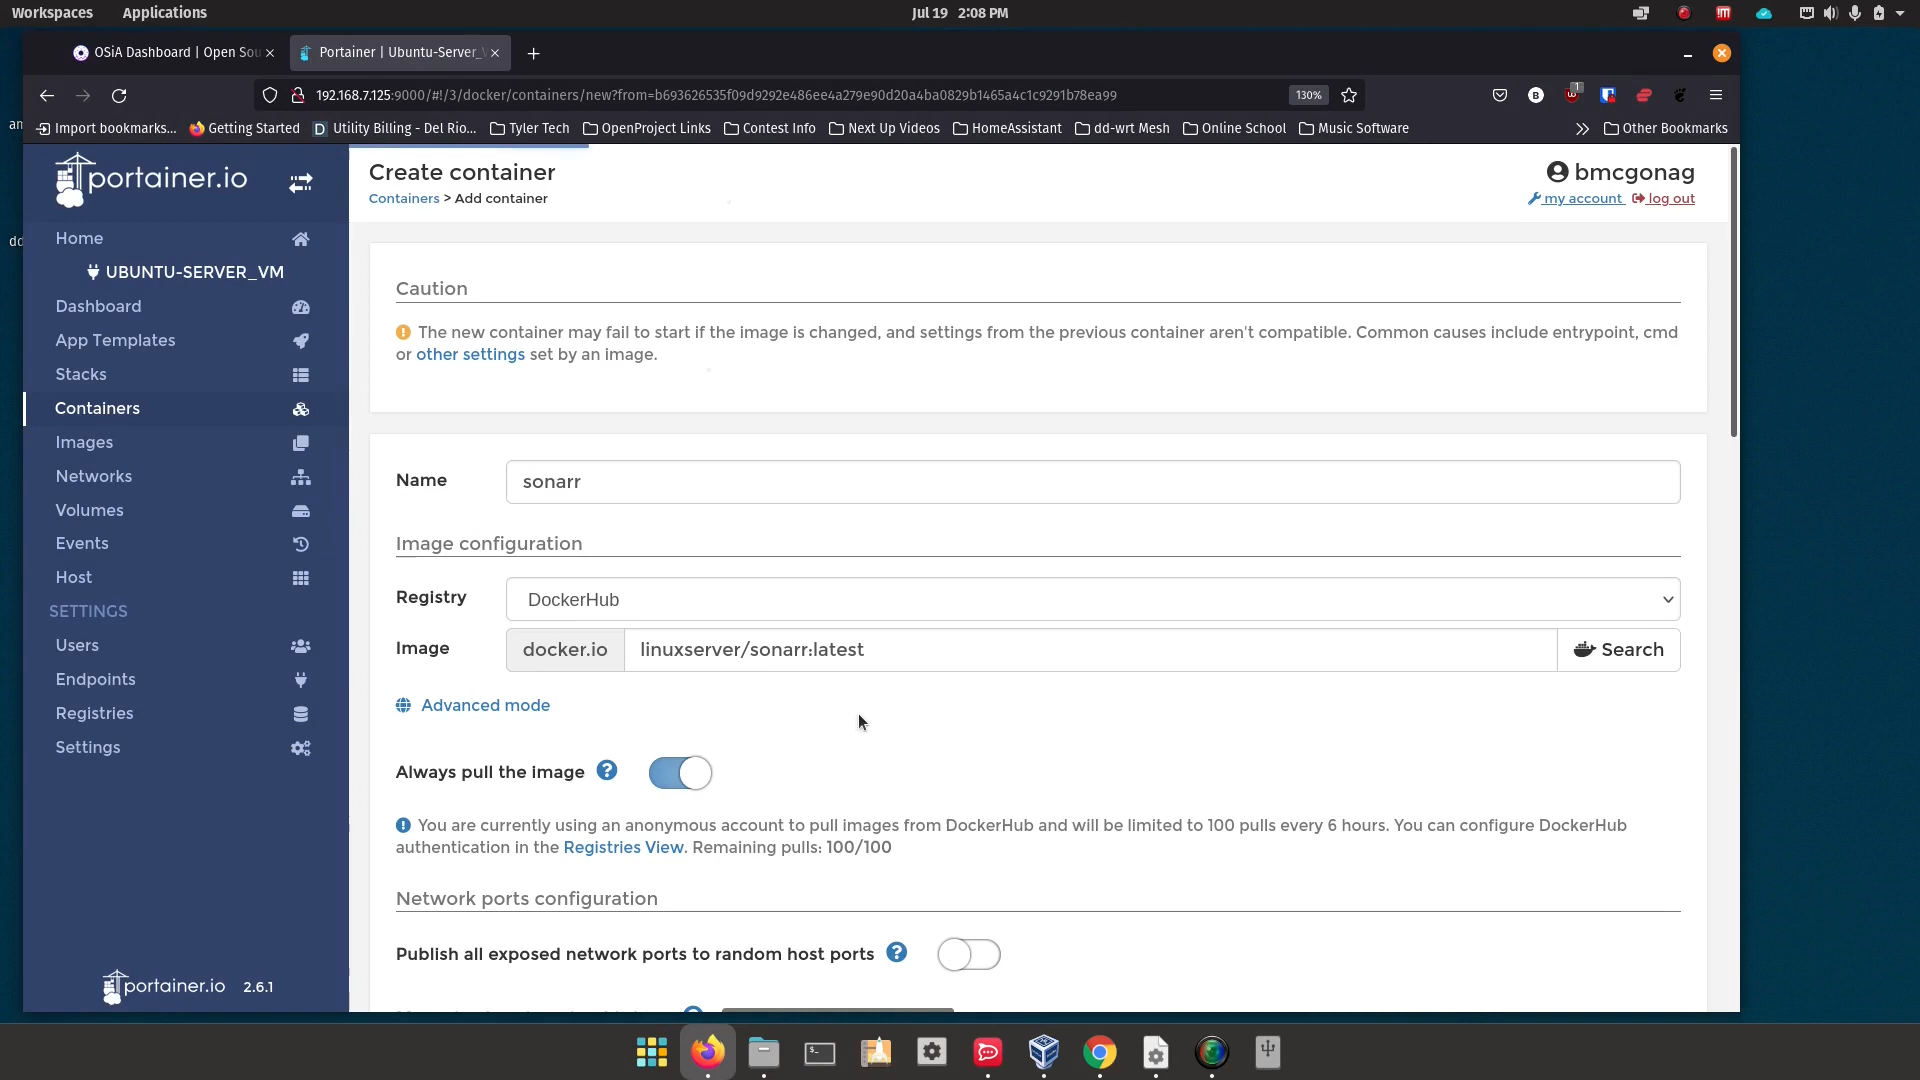 Workspaces Applications Jul 19 2:08 PM
OSiA Dashboard | Open Sou
Portainer | Ubuntu-Server_V
192.168.7.125:9000/#!/3/docker/containers/new?from=b693626535f09d9292e486ee4a279e90d20a4ba0829b1465a4c1c9291b78ea99 130%
Import bookmarks... Getting Started Utility Billing - Del Rio... Tyler Tech OpenProject Links Contest Info Next Up Videos HomeAssistant dd-wrt Mesh Online School Music Software Other Bookmarks
portainer.io
Home
UBUNTU-SERVER_VM
Dashboard
App Templates
Stacks
Containers
Images
Networks
Volumes
Events
Host
SETTINGS
Users
Endpoints
Registries
Settings
portainer.io 2.6.1
Create container
Containers > Add container
bmcgonag
my account log out
Caution
The new container may fail to start if the image is changed, and settings from the previous container aren't compatible. Common causes include entrypoint, cmd
or other settings set by an image.
Name sonarr
Image configuration
Registry DockerHub
Image docker.io linuxserver/sonarr:latest Search
Advanced mode
Always pull the image
You are currently using an anonymous account to pull images from DockerHub and will be limited to 100 pulls every 6 hours. You can configure DockerHub
authentication in the Registries View. Remaining pulls: 100/100
Network ports configuration
Publish all exposed network ports to random host ports